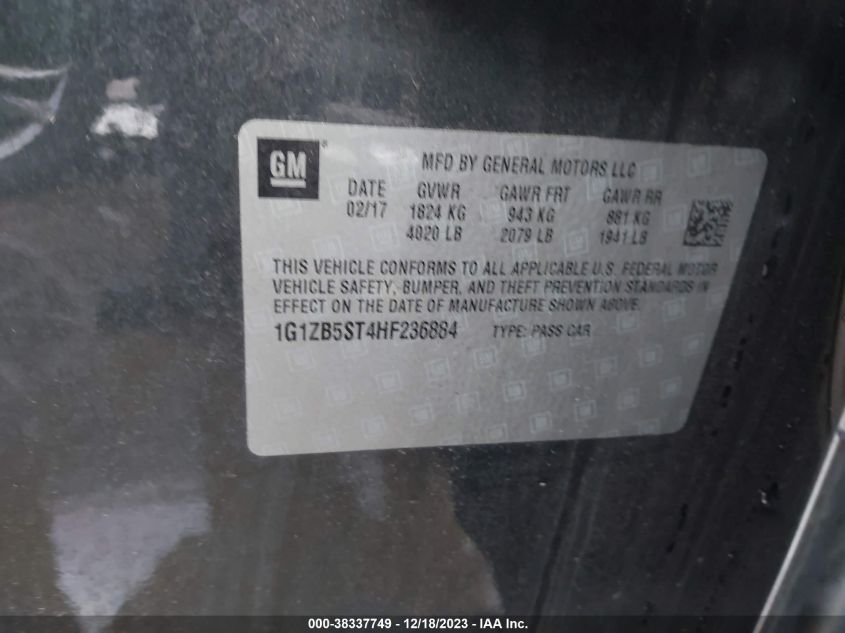 GM
MFD BY GENERAL MOTORS LLC
DATE GVWR GAWR FRT GAWR RR
02/17 1824 KG 943 KG 881 KG
4020 LB 2079 LB 1941 LB
THIS VEHICLE CONFORMS TO ALL APPLICABLE U.S. FEDERAL MOTOR
VEHICLE SAFETY, BUMPER, AND THEFT PREVENTION STANDARDS IN
EFFECT ON THE DATE OF MANUFACTURE SHOWN ABOVE.
1G1ZB5ST4HF236884 TYPE: PASS CAR
000-38337749 - 12/18/2023 - IAA Inc.